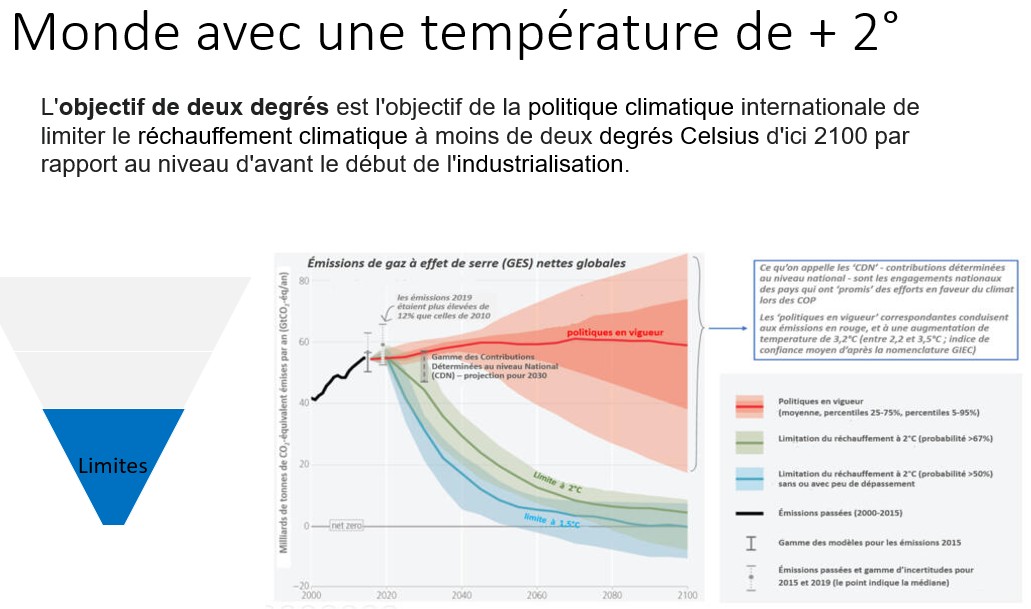 Monde avec une température de + 2°
L'objectif de deux degrés est l'objectif de la politique climatique internationale de
limiter le réchauffement climatique à moins de deux degrés Celsius d'ici 2100 par
rapport au niveau d'avant le début de l'industrialisation.
Limites
Émissions de gaz à effet de serre (GES) nettes globales
Milliards de tonnes de CO₂-équivalent émises par an (GtCO₂-éq/an)
80
60
40
20
0
−20
2000
2020
2040
2060
2080
2100
les émissions 2019
étaient plus élevées de
12% que celles de 2010
politiques en vigueur
Gamme des Contributions
Déterminées au niveau National
(CDN) – projection pour 2030
Limite à 2°C
limite à 1.5°C
net zero
Ce qu'on appelle les 'CDN' - contributions déterminées
au niveau national - sont les engagements nationaux
des pays qui ont 'promis' des efforts en faveur du climat
lors des COP
Les 'politiques en vigueur' correspondantes conduisent
aux émissions en rouge, et à une augmentation de
temperature de 3,2°C (entre 2,2 et 3,5°C ; indice de
confiance moyen d'après la nomenclature GIEC)
Politiques en vigueur
(moyenne, percentiles 25-75%, percentiles 5-95%)
Limitation du réchauffement à 2°C (probabilité >67%)
Limitation du réchauffement à 2°C (probabilité >50%)
sans ou avec peu de dépassement
Émissions passées (2000-2015)
Gamme des modèles pour les émissions 2015
Émissions passées et gamme d'incertitudes pour
2015 et 2019 (le point indique la médiane)